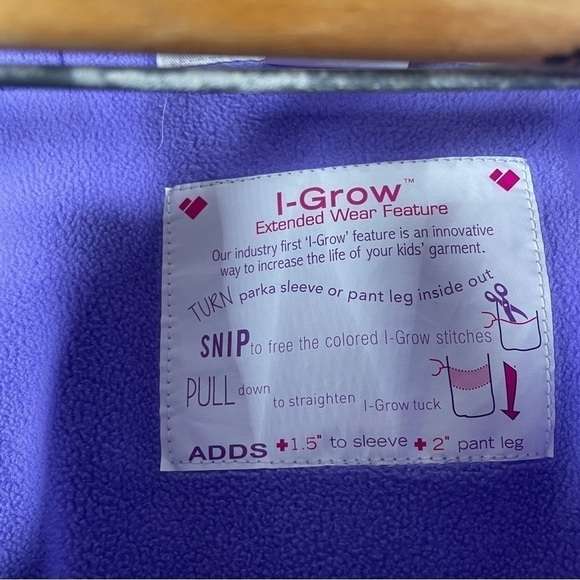 I-Grow™
Extended Wear Feature
Our industry first 'I-Grow' feature is an innovative
way to increase the life of your kids' garment.
TURN parka sleeve or pant leg inside out
SNIP to free the colored I-Grow stitches
PULL down to straighten I-Grow tuck
ADDS +1.5" to sleeve + 2" pant leg